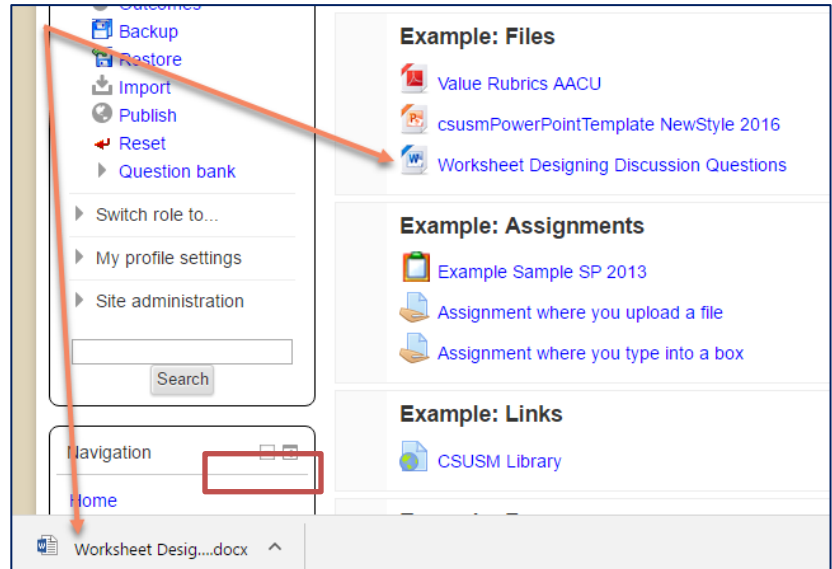 Outcomes
Backup
Restore
Import
Publish
Reset
Question bank
Switch role to...
My profile settings
Site administration
Search
Navigation
Home
Example: Files
Value Rubrics AACU
csusmPowerPointTemplate NewStyle 2016
Worksheet Designing Discussion Questions
Example: Assignments
Example Sample SP 2013
Assignment where you upload a file
Assignment where you type into a box
Example: Links
CSUSM Library
Worksheet Desig....docx